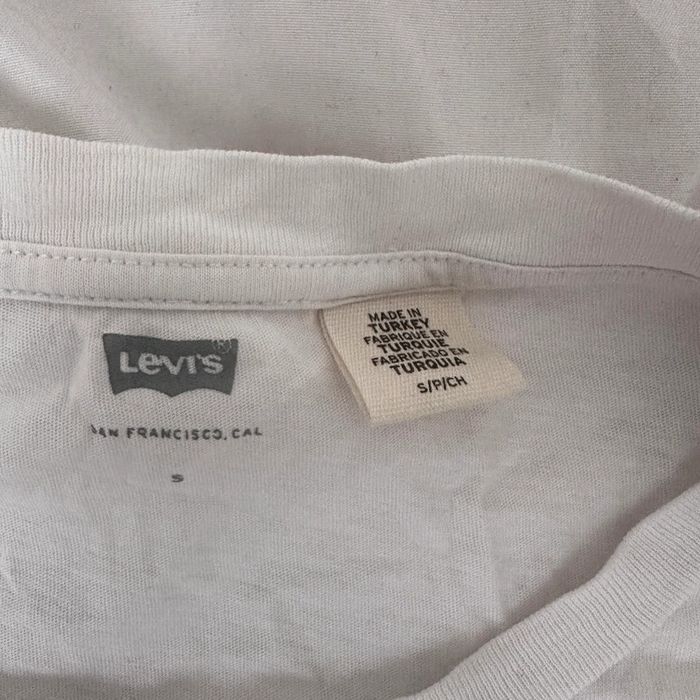 Levi's®
SAN FRANCISCO, CAL
S
MADE IN
TURKEY
FABRIQUE EN
TURQUIE
FABRICADO EN
TURQUIA
S/P/CH